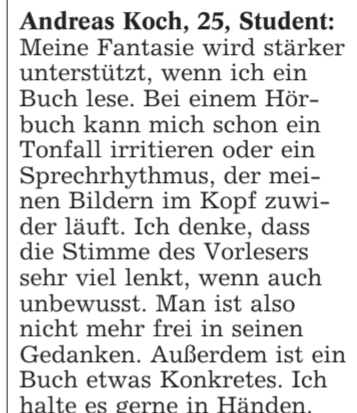 Andreas Koch, 25, Student:
Meine Fantasie wird stärker
unterstützt, wenn ich ein
Buch lese. Bei einem Hör-
buch kann mich schon ein
Tonfall irritieren oder ein
Sprechrhythmus, der mei-
nen Bildern im Kopf zuwi-
der läuft. Ich denke, dass
die Stimme des Vorlesers
sehr viel lenkt, wenn auch
unbewusst. Man ist also
nicht mehr frei in seinen
Gedanken. Außerdem ist ein
Buch etwas Konkretes. Ich
halte es gerne in Händen.